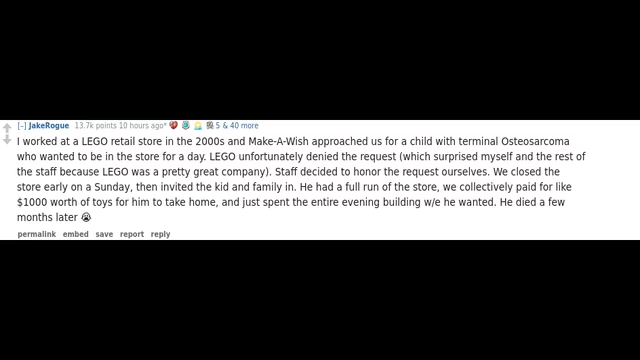 [-] JakeRogue 13.7k points 10 hours ago* 5 & 40 more
I worked at a LEGO retail store in the 2000s and Make-A-Wish approached us for a child with terminal Osteosarcoma
who wanted to be in the store for a day. LEGO unfortunately denied the request (which surprised myself and the rest of
the staff because LEGO was a pretty great company). Staff decided to honor the request ourselves. We closed the
store early on a Sunday, then invited the kid and family in. He had a full run of the store, we collectively paid for like
$1000 worth of toys for him to take home, and just spent the entire evening building w/e he wanted. He died a few
months later 😭
permalink embed save report reply